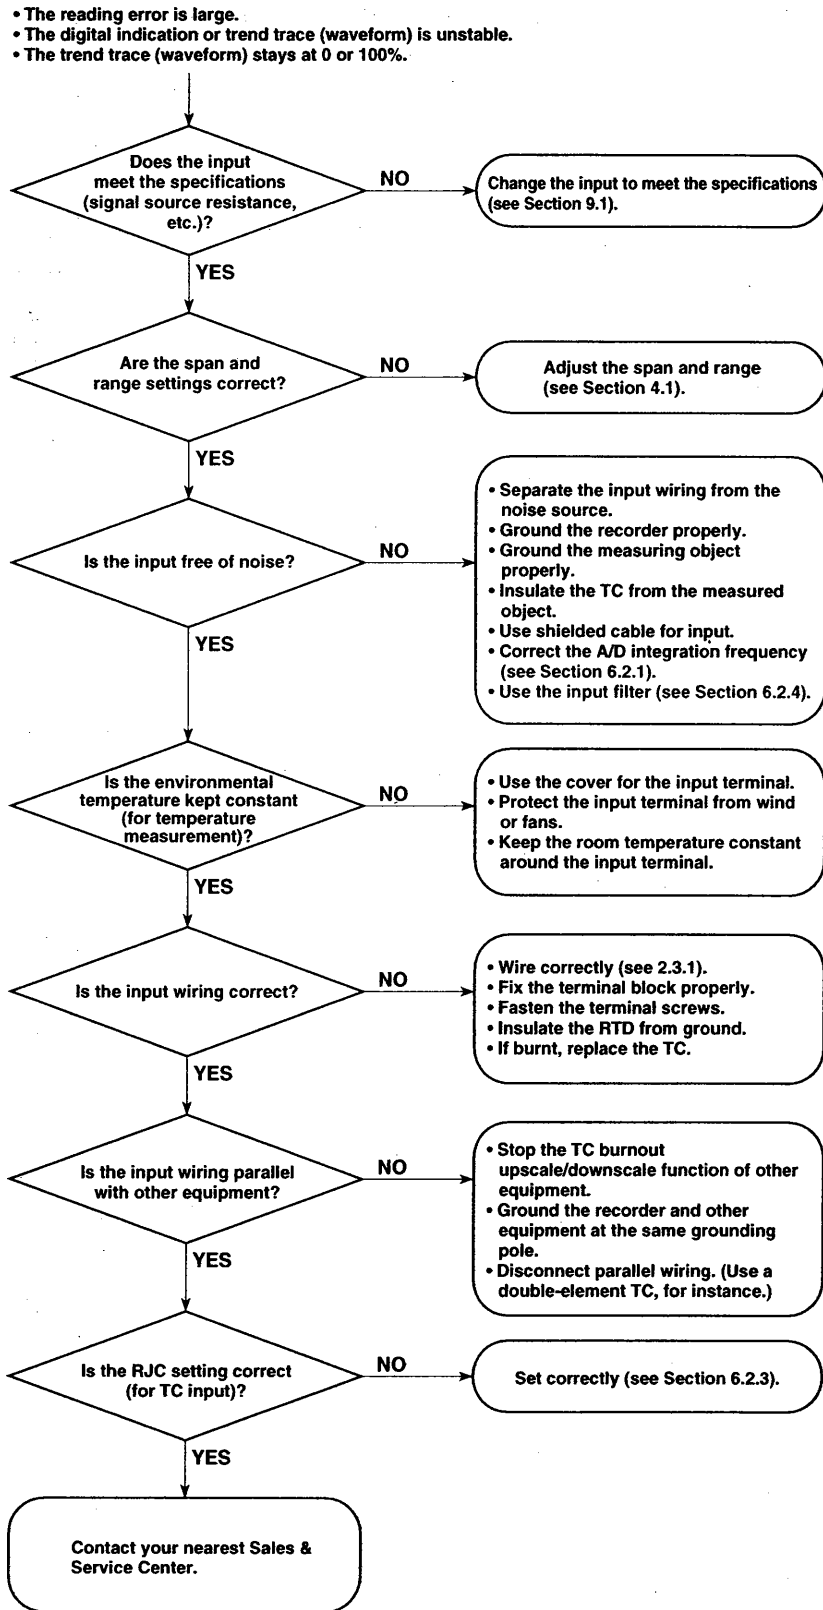 • The reading error is large.
• The digital indication or trend trace (waveform) is unstable.
• The trend trace (waveform) stays at 0 or 100%.
Does the input
meet the specifications
(signal source resistance,
etc.)?
NO
Change the input to meet the specifications
(see Section 9.1).
YES
Are the span and
range settings correct?
NO
Adjust the span and range
(see Section 4.1).
YES
Is the input free of noise?
NO
• Separate the input wiring from the
noise source.
• Ground the recorder properly.
• Ground the measuring object
properly.
• Insulate the TC from the measured
object.
• Use shielded cable for input.
• Correct the A/D integration frequency
(see Section 6.2.1).
• Use the input filter (see Section 6.2.4).
YES
Is the environmental
temperature kept constant
(for temperature
measurement)?
NO
• Use the cover for the input terminal.
• Protect the input terminal from wind
or fans.
• Keep the room temperature constant
around the input terminal.
YES
Is the input wiring correct?
NO
• Wire correctly (see 2.3.1).
• Fix the terminal block properly.
• Fasten the terminal screws.
• Insulate the RTD from ground.
• If burnt, replace the TC.
YES
Is the input wiring parallel
with other equipment?
NO
• Stop the TC burnout
upscale/downscale function of other
equipment.
• Ground the recorder and other
equipment at the same grounding
pole.
• Disconnect parallel wiring. (Use a
double-element TC, for instance.)
YES
Is the RJC setting correct
(for TC input)?
NO
Set correctly (see Section 6.2.3).
YES
Contact your nearest Sales &
Service Center.